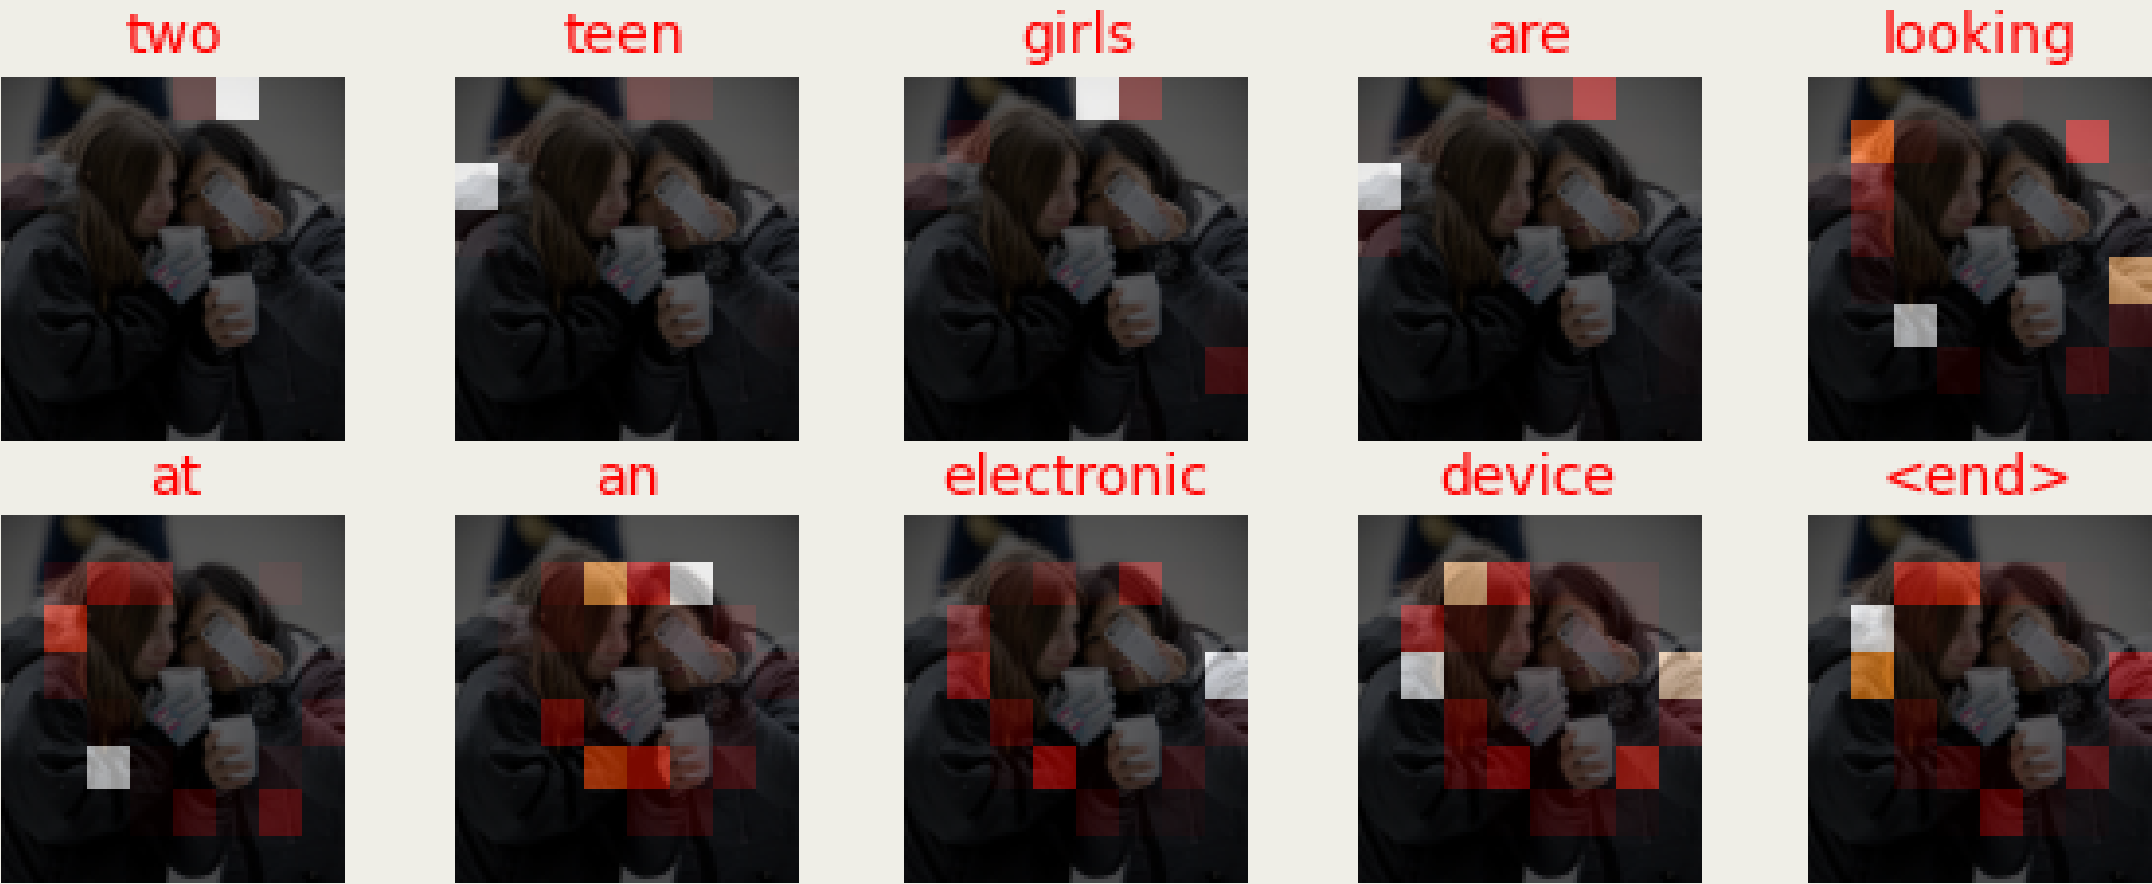 two teen girls are looking
at an electronic device <end>